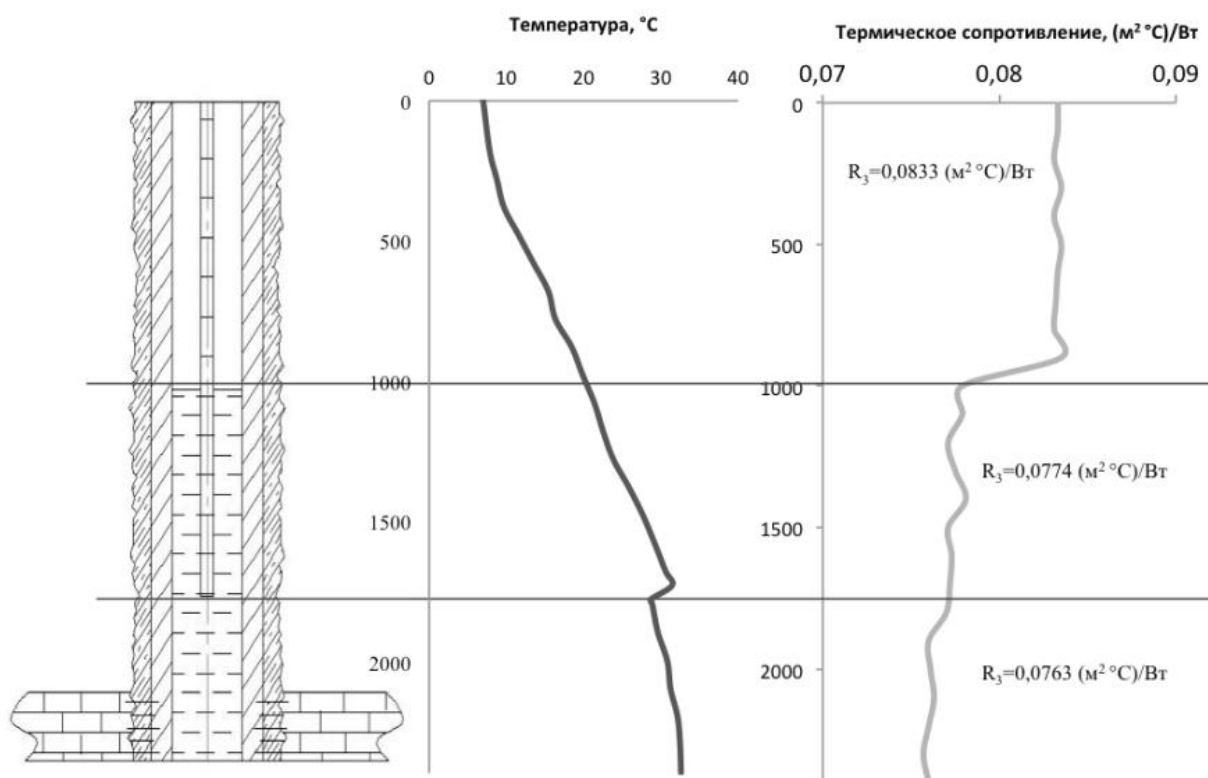 Температура, °C
0 10 20 30 40
0
500
1000
1500
2000
Термическое сопротивление, (м² °C)/Вт
0,07 0,08 0,09
0
500
1000
1500
2000
R₃=0,0833 (м² °C)/Вт
R₃=0,0774 (м² °C)/Вт
R₃=0,0763 (м² °C)/Вт